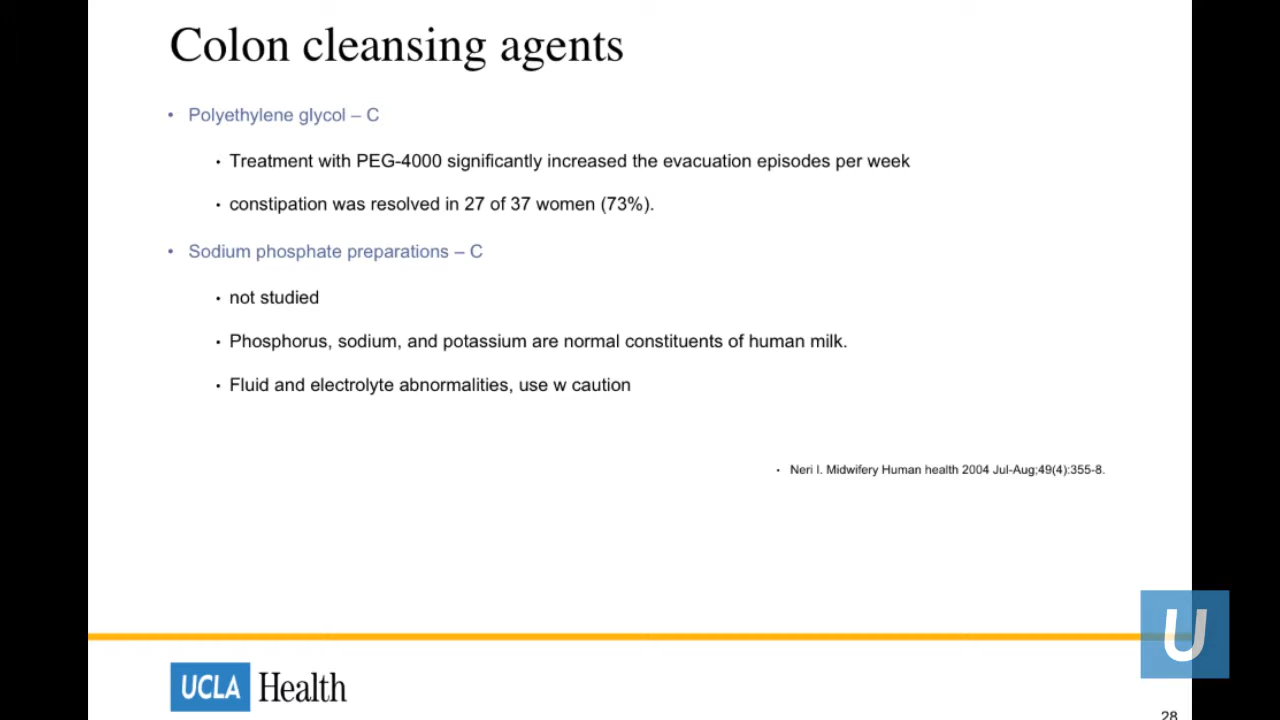 Colon cleansing agents
• Polyethylene glycol – C
• Treatment with PEG-4000 significantly increased the evacuation episodes per week
• constipation was resolved in 27 of 37 women (73%).
• Sodium phosphate preparations – C
• not studied
• Phosphorus, sodium, and potassium are normal constituents of human milk.
• Fluid and electrolyte abnormalities, use w caution
• Neri I. Midwifery Human health 2004 Jul-Aug;49(4):355-8.
U
UCLA Health
28